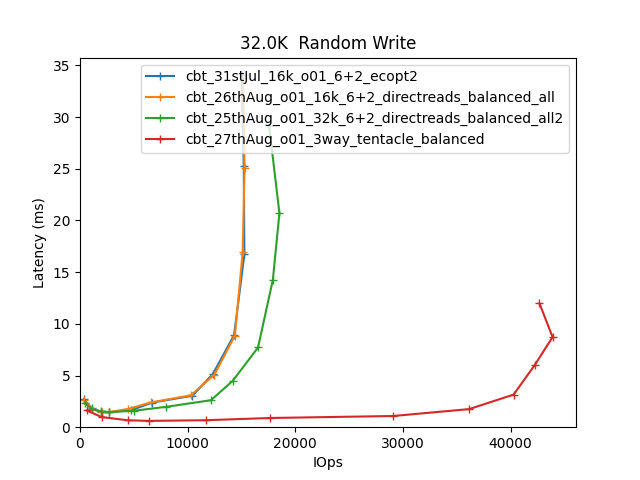 32.0K  Random Write
35
30
25
20
15
10
5
0
Latency (ms)
cbt_31stJul_16k_o01_6+2_ecopt2
cbt_26thAug_o01_16k_6+2_directreads_balanced_all
cbt_25thAug_o01_32k_6+2_directreads_balanced_all2
cbt_27thAug_o01_3way_tentacle_balanced
0 10000 20000 30000 40000
IOps